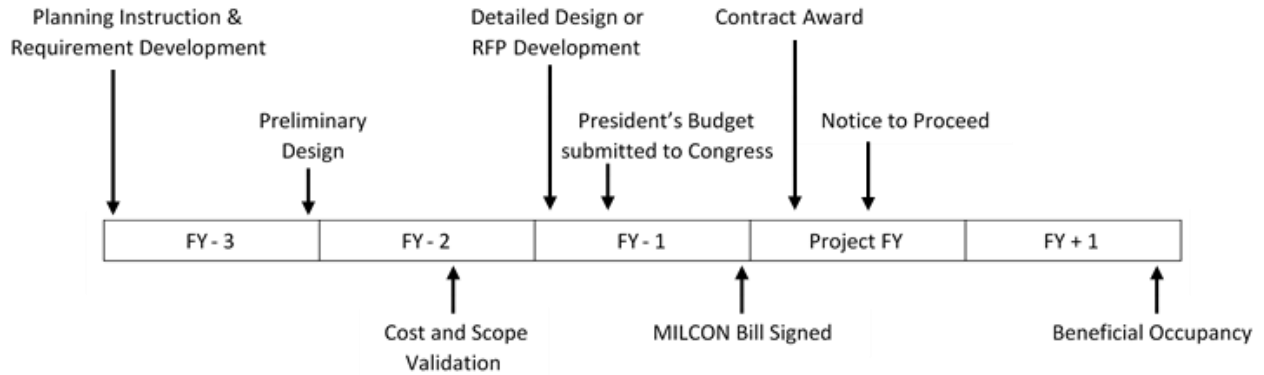 Planning Instruction &
Requirement Development
Detailed Design or
RFP Development
Contract Award
Preliminary
Design
President’s Budget
submitted to Congress
Notice to Proceed
FY - 3
FY - 2
FY - 1
Project FY
FY + 1
Cost and Scope
Validation
MILCON Bill Signed
Beneficial Occupancy